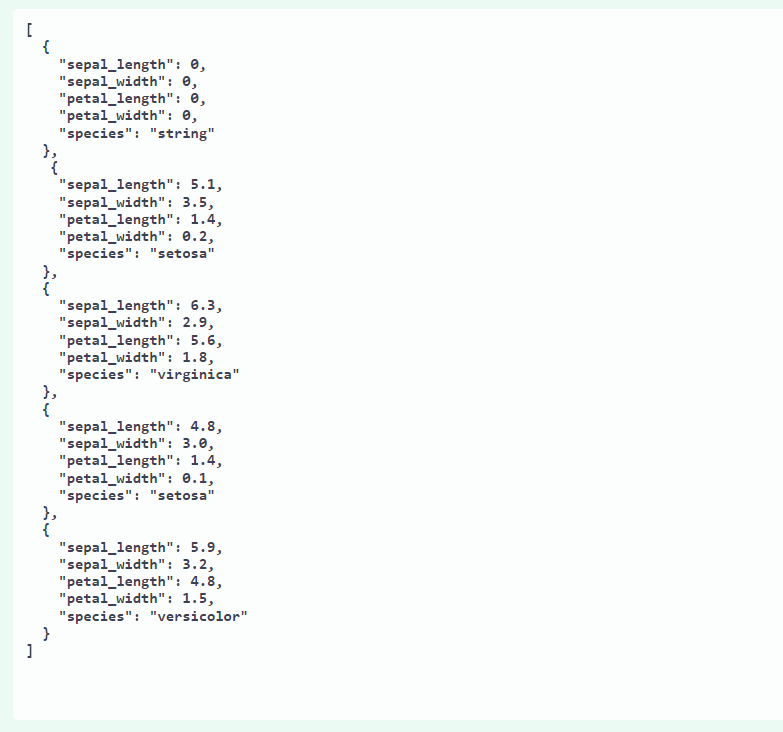 [
  {
    "sepal_length": 0,
    "sepal_width": 0,
    "petal_length": 0,
    "petal_width": 0,
    "species": "string"
  },
   {
    "sepal_length": 5.1,
    "sepal_width": 3.5,
    "petal_length": 1.4,
    "petal_width": 0.2,
    "species": "setosa"
  },
  {
    "sepal_length": 6.3,
    "sepal_width": 2.9,
    "petal_length": 5.6,
    "petal_width": 1.8,
    "species": "virginica"
  },
  {
    "sepal_length": 4.8,
    "sepal_width": 3.0,
    "petal_length": 1.4,
    "petal_width": 0.1,
    "species": "setosa"
  },
  {
    "sepal_length": 5.9,
    "sepal_width": 3.2,
    "petal_length": 4.8,
    "petal_width": 1.5,
    "species": "versicolor"
  }
]